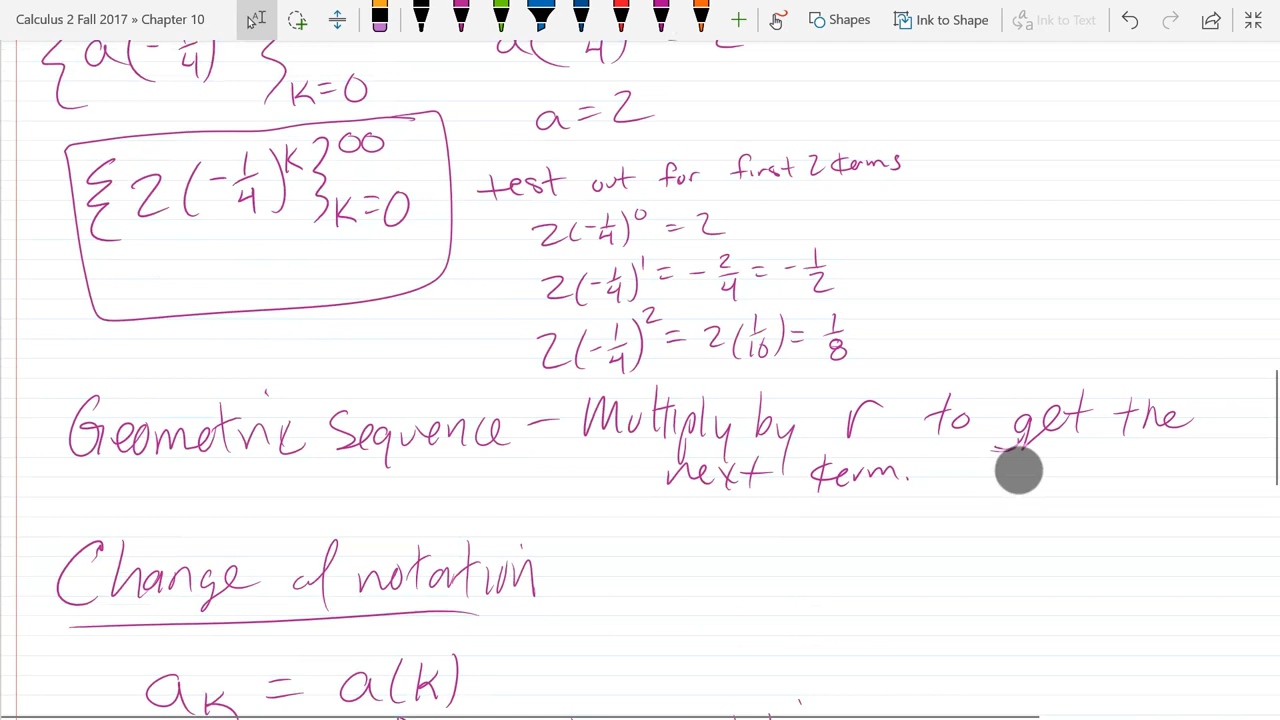 Calculus 2 Fall 2017 » Chapter 10
Shapes
Ink to Shape
Ink to Text
{a(-1/4) }k=0
a = 2
{2(-1/4)^k}^∞ k=0
test out for first 2 terms
2(-1/4)^0 = 2
2(-1/4)^1 = -2/4 = -1/2
2(-1/4)^2 = 2(1/16) = 1/8
Geometric Sequence - Multiply by r to get the
next term.
Change of notation
a_k = a(k)